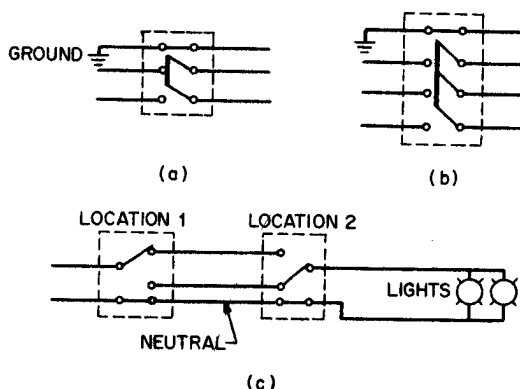 GROUND
(a)
(b)
LOCATION 1
LOCATION 2
LIGHTS
NEUTRAL
(c)